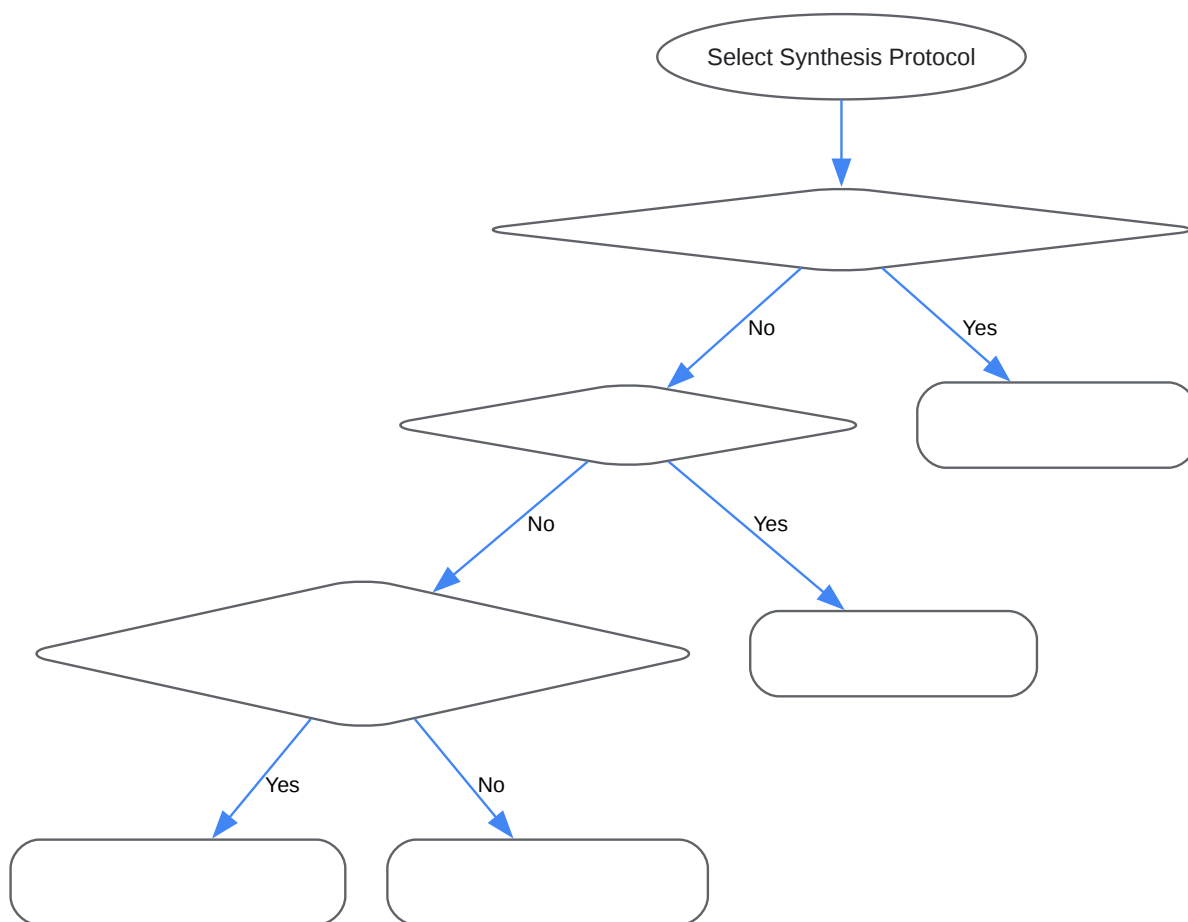 Select Synthesis Protocol
No
Yes
No
Yes
Yes
No